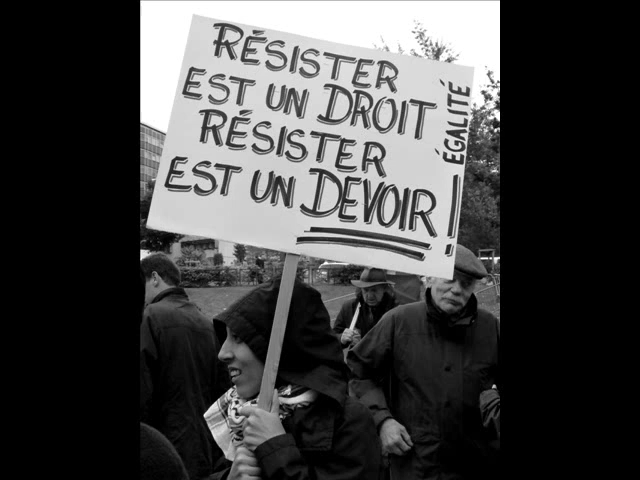 RÉSISTER
EST UN DROIT
RÉSISTER
EST UN DEVOIR!
ÉGALITÉ